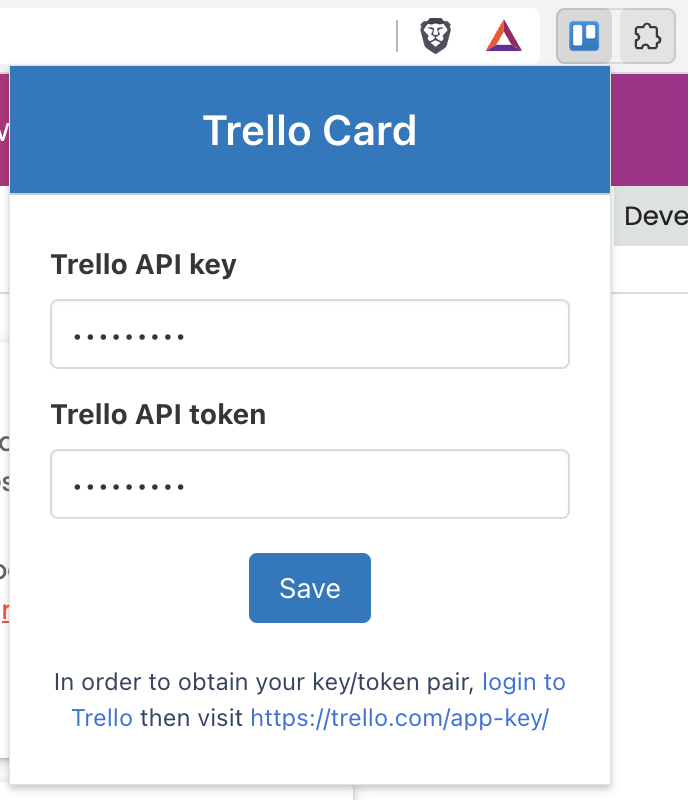 Trello Card
Deve
Trello API key
•••••••••
Trello API token
•••••••••
Save
In order to obtain your key/token pair, login to
Trello then visit https://trello.com/app-key/